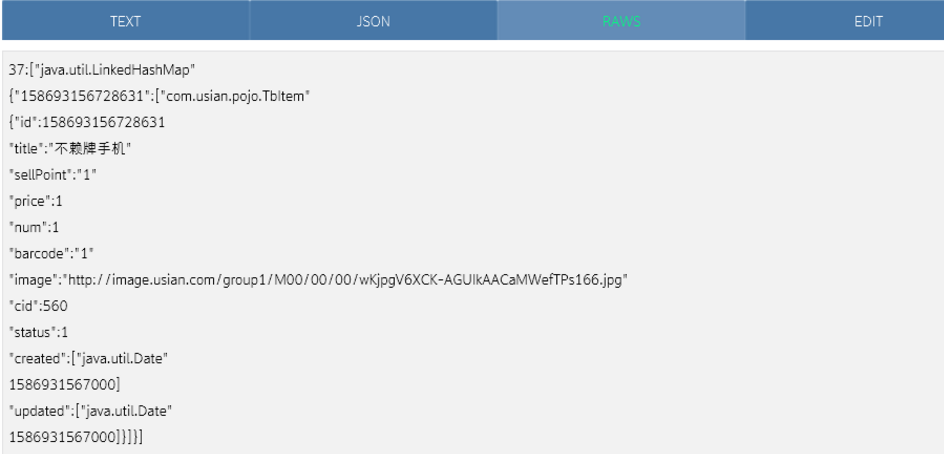 TEXT JSON RAWS EDIT
37:["java.util.LinkedHashMap"
{"158693156728631":["com.usian.pojo.TbItem"
{"id":158693156728631
"title":"不赖牌手机"
"sellPoint":"1"
"price":1
"num":1
"barcode":"1"
"image":"http://image.usian.com/group1/M00/00/00/wKjpgV6XCK-AGUIkAACaMWefTPs166.jpg"
"cid":560
"status":1
"created":["java.util.Date"
1586931567000]
"updated":["java.util.Date"
1586931567000]}]}]